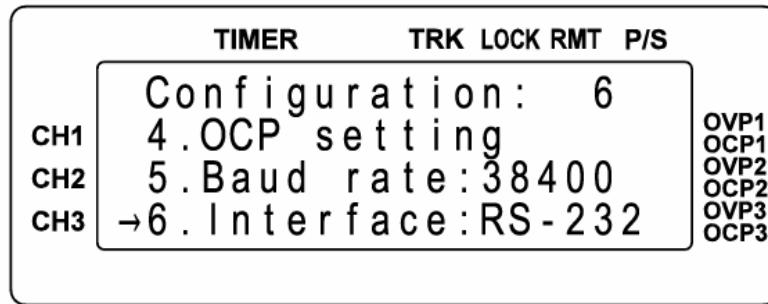 TIMER TRK LOCK RMT P/S
Configuration: 6
CH1 4.OCP setting OVP1
OCP1
CH2 5.Baud rate:38400 OVP2
OCP2
CH3 →6.Interface:RS-232 OVP3
OCP3